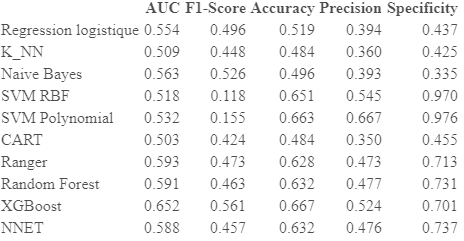 AUC F1-Score Accuracy Precision Specificity
Regression logistique 0.554 0.496 0.519 0.394 0.437
K_NN 0.509 0.448 0.484 0.360 0.425
Naive Bayes 0.563 0.526 0.496 0.393 0.335
SVM RBF 0.518 0.118 0.651 0.545 0.970
SVM Polynomial 0.532 0.155 0.663 0.667 0.976
CART 0.503 0.424 0.484 0.350 0.455
Ranger 0.593 0.473 0.628 0.473 0.713
Random Forest 0.591 0.463 0.632 0.477 0.731
XGBoost 0.652 0.561 0.667 0.524 0.701
NNET 0.588 0.457 0.632 0.476 0.737